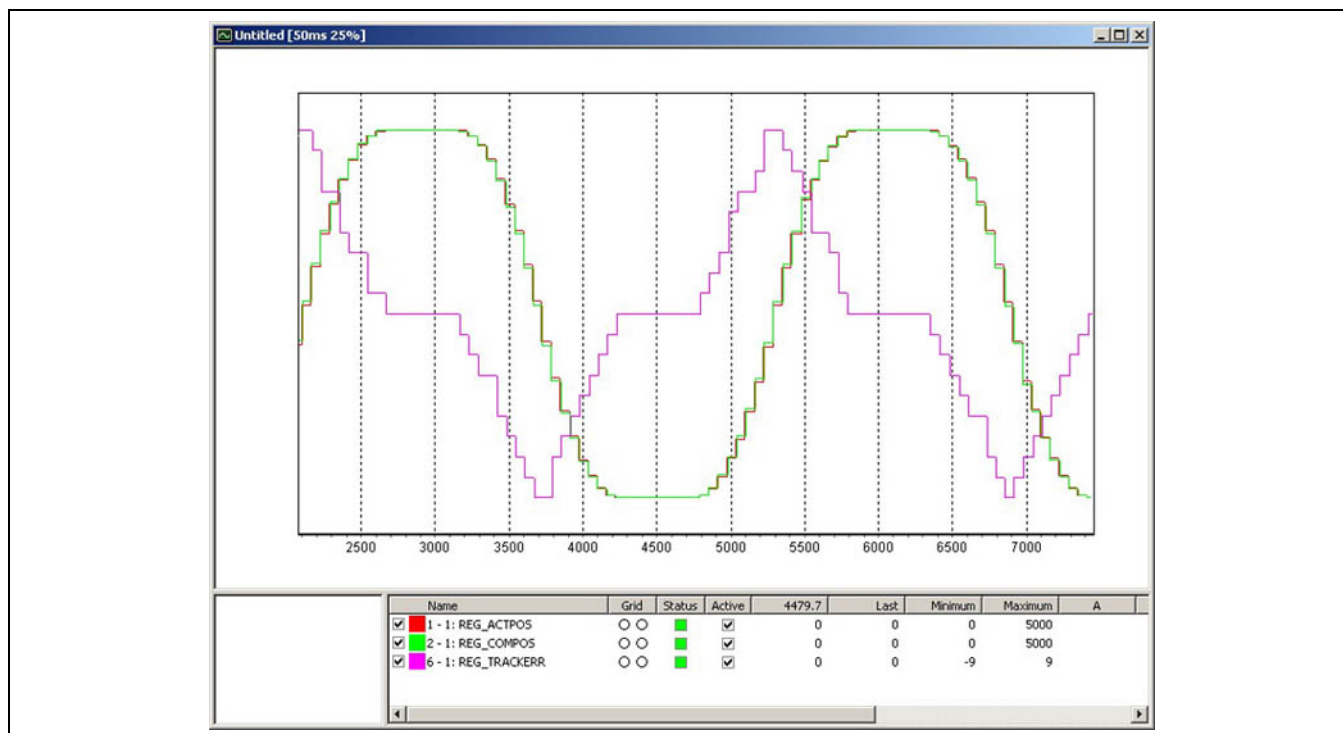 Untitled [50ms 25%]
2500 3000 3500 4000 4500 5000 5500 6000 6500 7000
Name Grid Status Active 4479.7 Last Minimum Maximum A
1 - 1: REG_ACTPOS 0 0 0 5000
2 - 1: REG_COMPOS 0 0 0 5000
6 - 1: REG_TRACKERR 0 0 -9 9